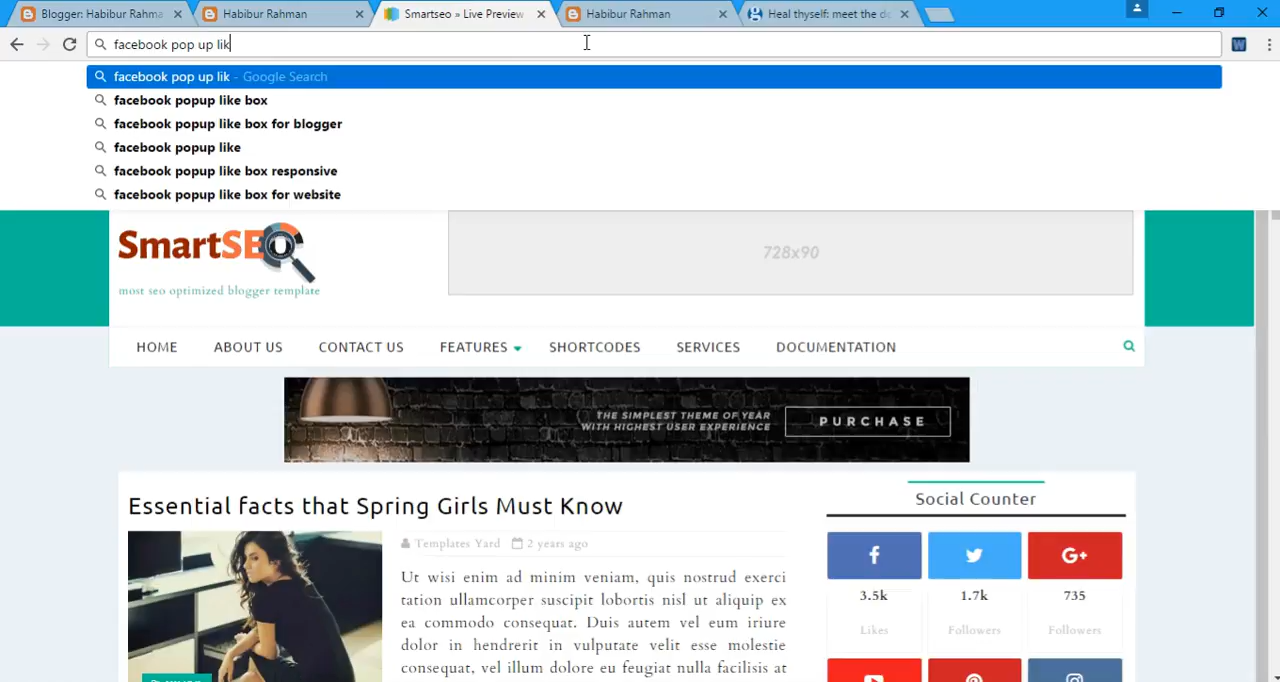 Blogger: Habibur Rahma
Habibur Rahman
Smartseo » Live Preview
Habibur Rahman
Heal thyself: meet the do
facebook pop up lik
W
facebook pop up lik - Google Search
facebook popup like box
facebook popup like box for blogger
facebook popup like
facebook popup like box responsive
facebook popup like box for website
SmartSEO
728x90
most seo optimized blogger template
HOME
ABOUT US
CONTACT US
FEATURES
SHORTCODES
SERVICES
DOCUMENTATION
THE SIMPLEST THEME OF YEAR
WITH HIGHEST USER EXPERIENCE
PURCHASE
Essential facts that Spring Girls Must Know
Templates Yard 2 years ago
Ut wisi enim ad minim veniam, quis nostrud exerci
tation ullamcorper suscipit lobortis nisl ut aliquip ex
ea commodo consequat. Duis autem vel eum iriure
dolor in hendrerit in vulputate velit esse molestie
consequat, vel illum dolore eu feugiat nulla facilisis at
Social Counter
G+
3.5k
1.7k
735
Likes
Followers
Followers